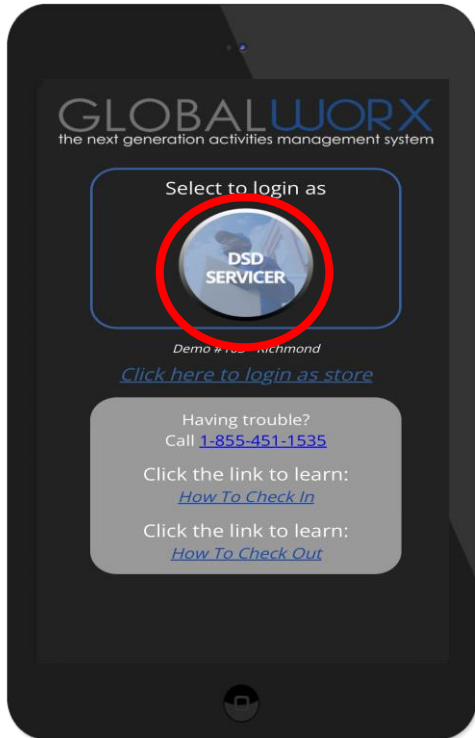 GLOBALWORX
the next generation activities management system
Select to login as
DSD
SERVICER
Demo # Richmond
Click here to login as store
Having trouble?
Call 1-855-451-1535
Click the link to learn:
How To Check In
Click the link to learn:
How To Check Out